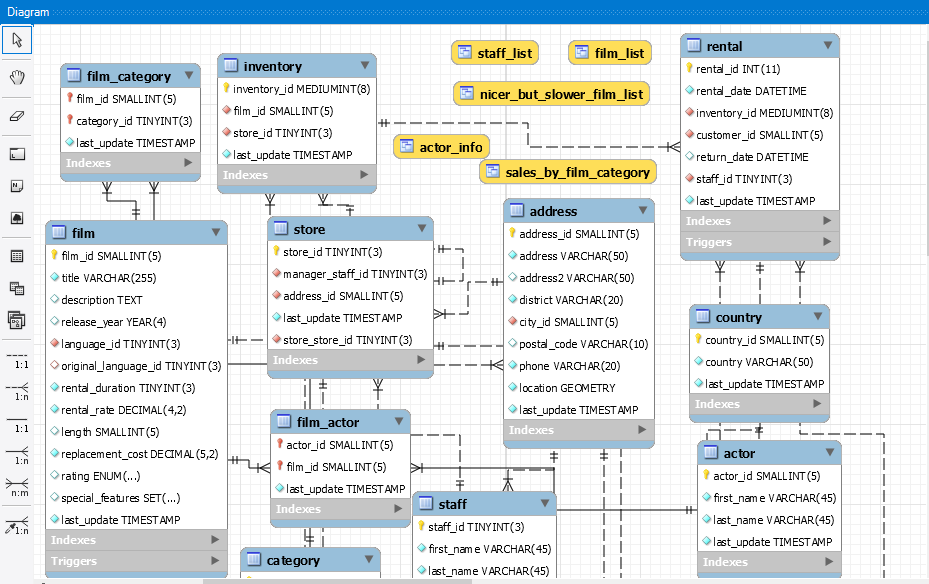 Diagram
film_category
film_id SMALLINT(5)
category_id TINYINT(3)
last_update TIMESTAMP
Indexes
inventory
inventory_id MEDIUMINT(8)
film_id SMALLINT(5)
store_id TINYINT(3)
last_update TIMESTAMP
Indexes
staff_list
film_list
nicer_but_slower_film_list
actor_info
sales_by_film_category
rental
rental_id INT(11)
rental_date DATETIME
inventory_id MEDIUMINT(8)
customer_id SMALLINT(5)
return_date DATETIME
staff_id TINYINT(3)
last_update TIMESTAMP
Indexes
Triggers
film
film_id SMALLINT(5)
title VARCHAR(255)
description TEXT
release_year YEAR(4)
language_id TINYINT(3)
original_language_id TINYINT(3)
rental_duration TINYINT(3)
rental_rate DECIMAL(4,2)
length SMALLINT(5)
replacement_cost DECIMAL(5,2)
rating ENUM(...)
special_features SET(...)
last_update TIMESTAMP
Indexes
Triggers
store
store_id TINYINT(3)
manager_staff_id TINYINT(3)
address_id SMALLINT(5)
last_update TIMESTAMP
store_store_id TINYINT(3)
Indexes
address
address_id SMALLINT(5)
address VARCHAR(50)
address2 VARCHAR(50)
district VARCHAR(20)
city_id SMALLINT(5)
postal_code VARCHAR(10)
phone VARCHAR(20)
location GEOMETRY
last_update TIMESTAMP
Indexes
country
country_id SMALLINT(5)
country VARCHAR(50)
last_update TIMESTAMP
Indexes
film_actor
actor_id SMALLINT(5)
film_id SMALLINT(5)
last_update TIMESTAMP
Indexes
actor
actor_id SMALLINT(5)
first_name VARCHAR(45)
last_name VARCHAR(45)
last_update TIMESTAMP
Indexes
staff
staff_id TINYINT(3)
first_name VARCHAR(45)
last_name VARCHAR(45)
category
1:1
1:n
1:1
1:n
n:m
1:n